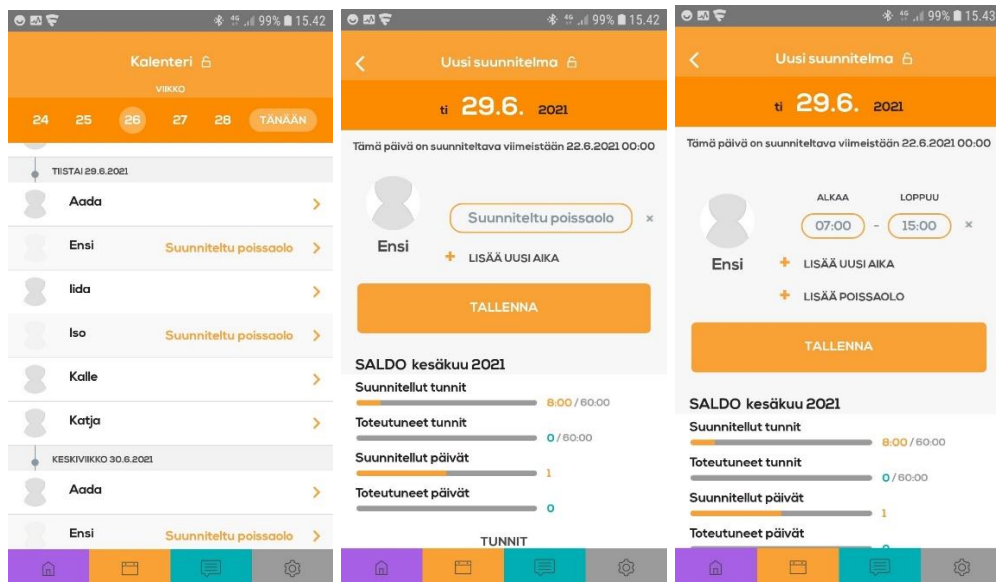 4G 99% 15.42
Kalenteri
VIIKKO
24 25 26 27 28 TÄNÄÄN
TIISTAI 29.6.2021
Aada
Ensi Suunniteltu poissaolo
Iida
Iso Suunniteltu poissaolo
Kalle
Katja
KESKIVIIKKO 30.6.2021
Aada
Ensi Suunniteltu poissaolo
4G 99% 15.42
Uusi suunnitelma
ti 29.6. 2021
Tämä päivä on suunniteltava viimeistään 22.6.2021 00:00
Suunniteltu poissaolo ×
Ensi
+ LISÄÄ UUSI AIKA
TALLENNA
SALDO kesäkuu 2021
Suunnitellut tunnit
8:00 / 60:00
Toteutuneet tunnit
0 / 60:00
Suunnitellut päivät
1
Toteutuneet päivät
0
TUNNIT
4G 99% 15.43
Uusi suunnitelma
ti 29.6. 2021
Tämä päivä on suunniteltava viimeistään 22.6.2021 00:00
ALKAA LOPPUU
07:00 - 15:00 ×
Ensi
+ LISÄÄ UUSI AIKA
+ LISÄÄ POISSAOLO
TALLENNA
SALDO kesäkuu 2021
Suunnitellut tunnit
8:00 / 60:00
Toteutuneet tunnit
0 / 60:00
Suunnitellut päivät
1
Toteutuneet päivät